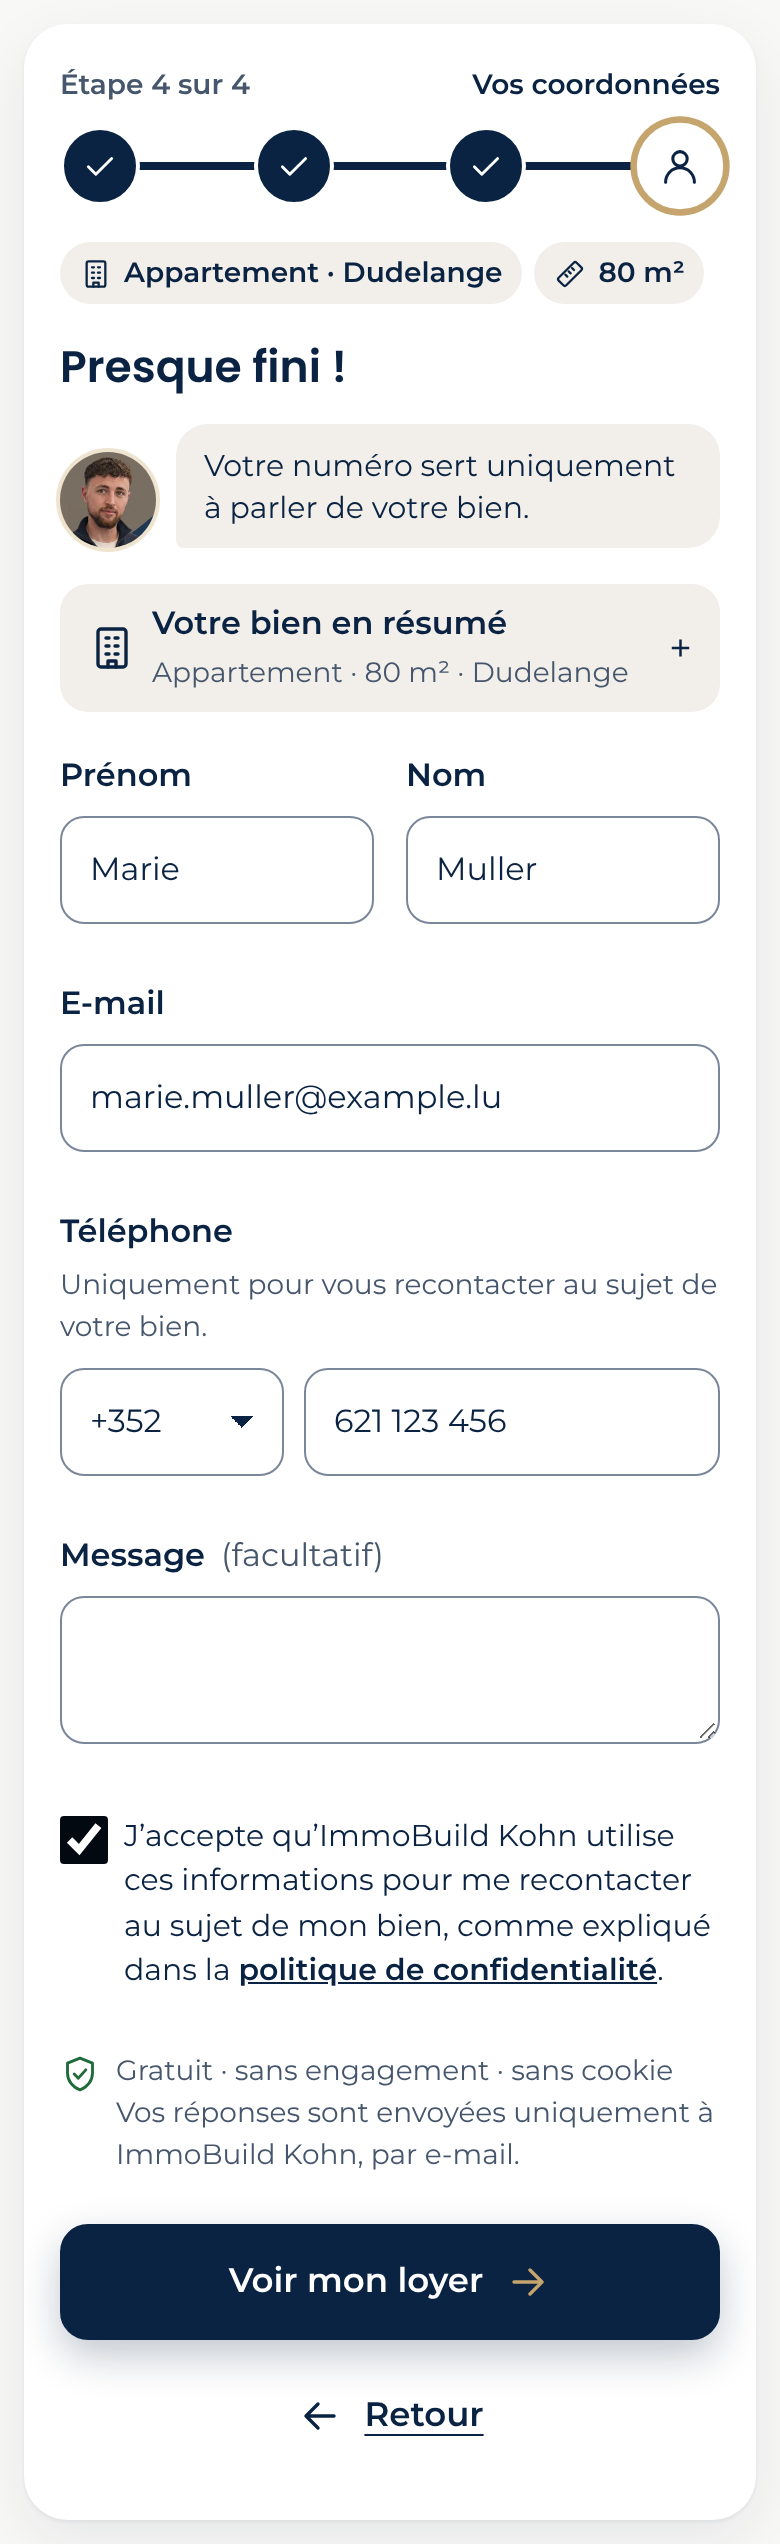 Étape 4 sur 4 Vos coordonnées
Appartement · Dudelange 80 m²
Presque fini !
Votre numéro sert uniquement
à parler de votre bien.
Votre bien en résumé
+
Appartement · 80 m² · Dudelange
Prénom Nom
Marie Muller
E-mail
marie.muller@example.lu
Téléphone
Uniquement pour vous recontacter au sujet de
votre bien.
+352 621 123 456
Message (facultatif)
J’accepte qu’ImmoBuild Kohn utilise
ces informations pour me recontacter
au sujet de mon bien, comme expliqué
dans la politique de confidentialité.
Gratuit · sans engagement · sans cookie
Vos réponses sont envoyées uniquement à
ImmoBuild Kohn, par e-mail.
Voir mon loyer →
← Retour